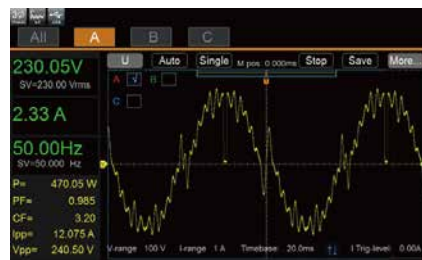 All A B C
230.05V
SV=230.00 Vrms
2.33 A
50.00Hz
SV=50.000 Hz
P= 470.05 W
PF= 0.985
CF= 3.20
Ipp= 12.075 A
Vpp= 240.50 V
U Auto Single M pos: 0.000ms Stop Save More...
A √ B
C
V-range 100 V I-range 1 A Timebase 20.0ms ↑↓ I Trig-level 0.00A